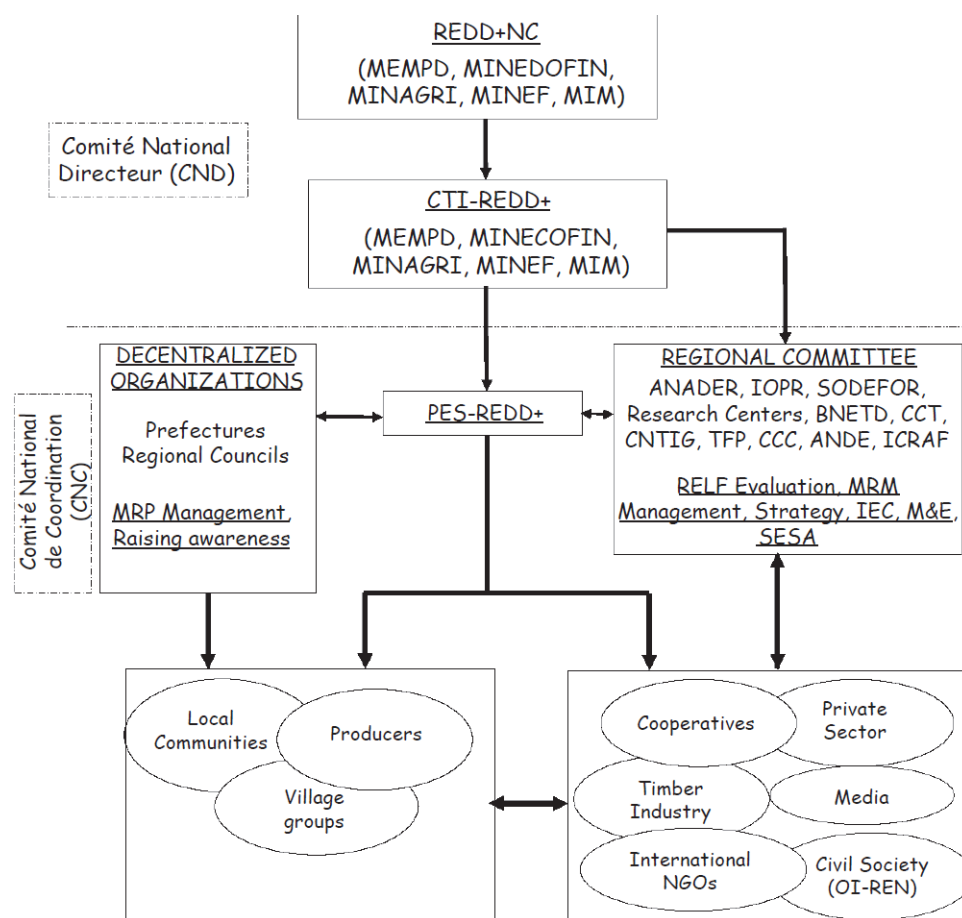 REDD+NC
(MEMPD, MINEDOFIN,
MINAGRI, MINEF, MIM)
Comité National
Directeur (CND)
CTI-REDD+
(MEMPD, MINECOFIN,
MINAGRI, MINEF, MIM)
Comité National
de Coordination
(CNC)
DECENTRALIZED
ORGANIZATIONS
Prefectures
Regional Councils
MRP Management,
Raising awareness
PES-REDD+
REGIONAL COMMITTEE
ANADER, IOPR, SODEFOR,
Research Centers, BNETD, CCT,
CNTIG, TFP, CCC, ANDE, ICRAF
RELF Evaluation, MRM
Management, Strategy, IEC, M&E,
SESA
Local
Communities
Producers
Village
groups
Cooperatives
Private
Sector
Timber
Industry
Media
International
NGOs
Civil Society
(OI-REN)